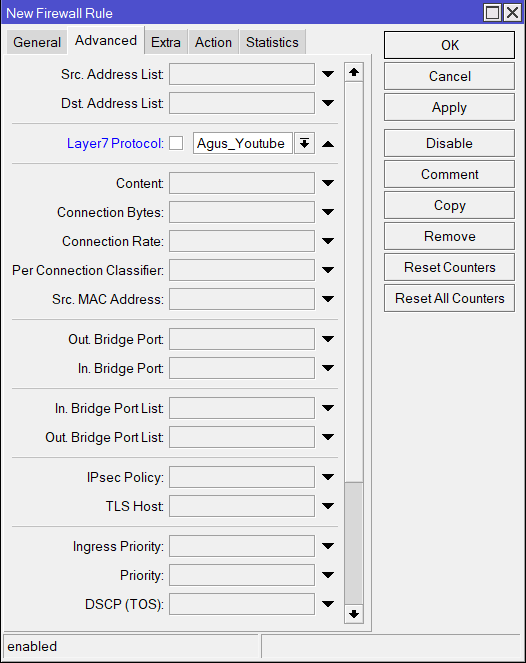 New Firewall Rule
General Advanced Extra Action Statistics
Src. Address List:
Dst. Address List:
Layer7 Protocol: Agus_Youtube
Content:
Connection Bytes:
Connection Rate:
Per Connection Classifier:
Src. MAC Address:
Out. Bridge Port:
In. Bridge Port:
In. Bridge Port List:
Out. Bridge Port List:
IPsec Policy:
TLS Host:
Ingress Priority:
Priority:
DSCP (TOS):
OK
Cancel
Apply
Disable
Comment
Copy
Remove
Reset Counters
Reset All Counters
enabled